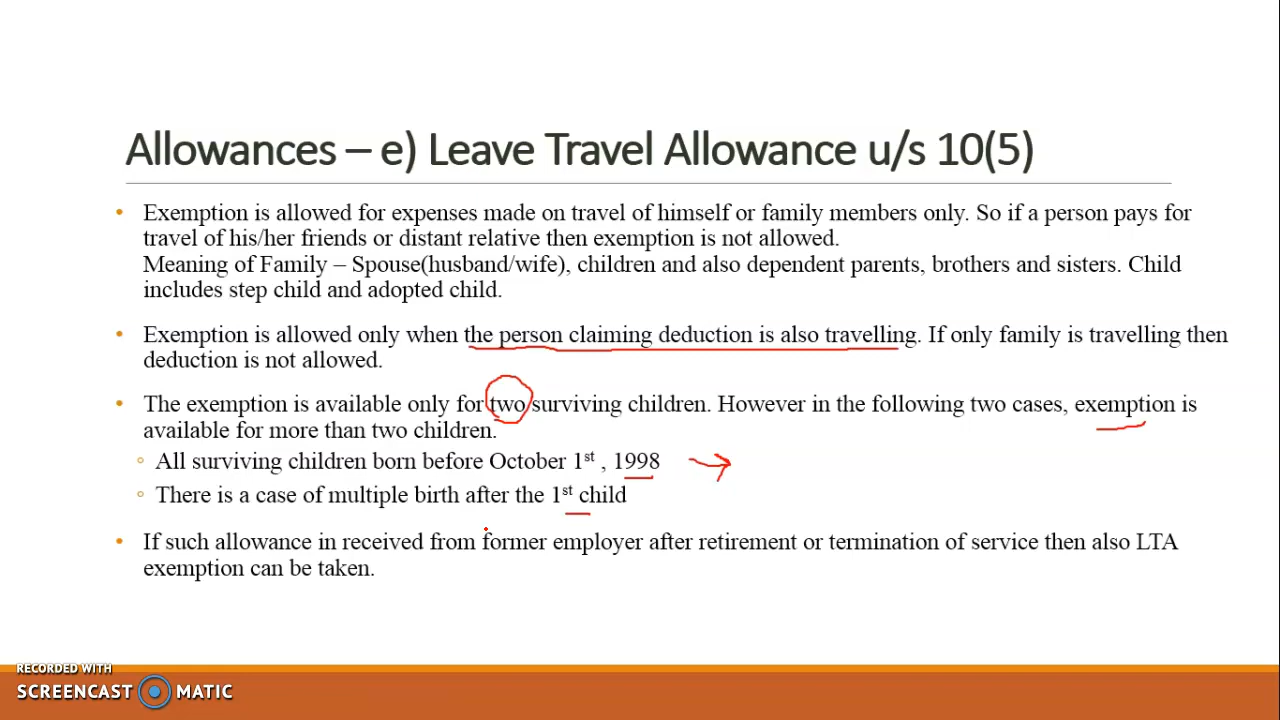 Allowances – e) Leave Travel Allowance u/s 10(5)
• Exemption is allowed for expenses made on travel of himself or family members only. So if a person pays for
travel of his/her friends or distant relative then exemption is not allowed.
Meaning of Family – Spouse(husband/wife), children and also dependent parents, brothers and sisters. Child
includes step child and adopted child.
• Exemption is allowed only when the person claiming deduction is also travelling. If only family is travelling then
deduction is not allowed.
• The exemption is available only for two surviving children. However in the following two cases, exemption is
available for more than two children.
◦ All surviving children born before October 1st , 1998
◦ There is a case of multiple birth after the 1st child
• If such allowance in received from former employer after retirement or termination of service then also LTA
exemption can be taken.
RECORDED WITH
SCREENCAST MATIC